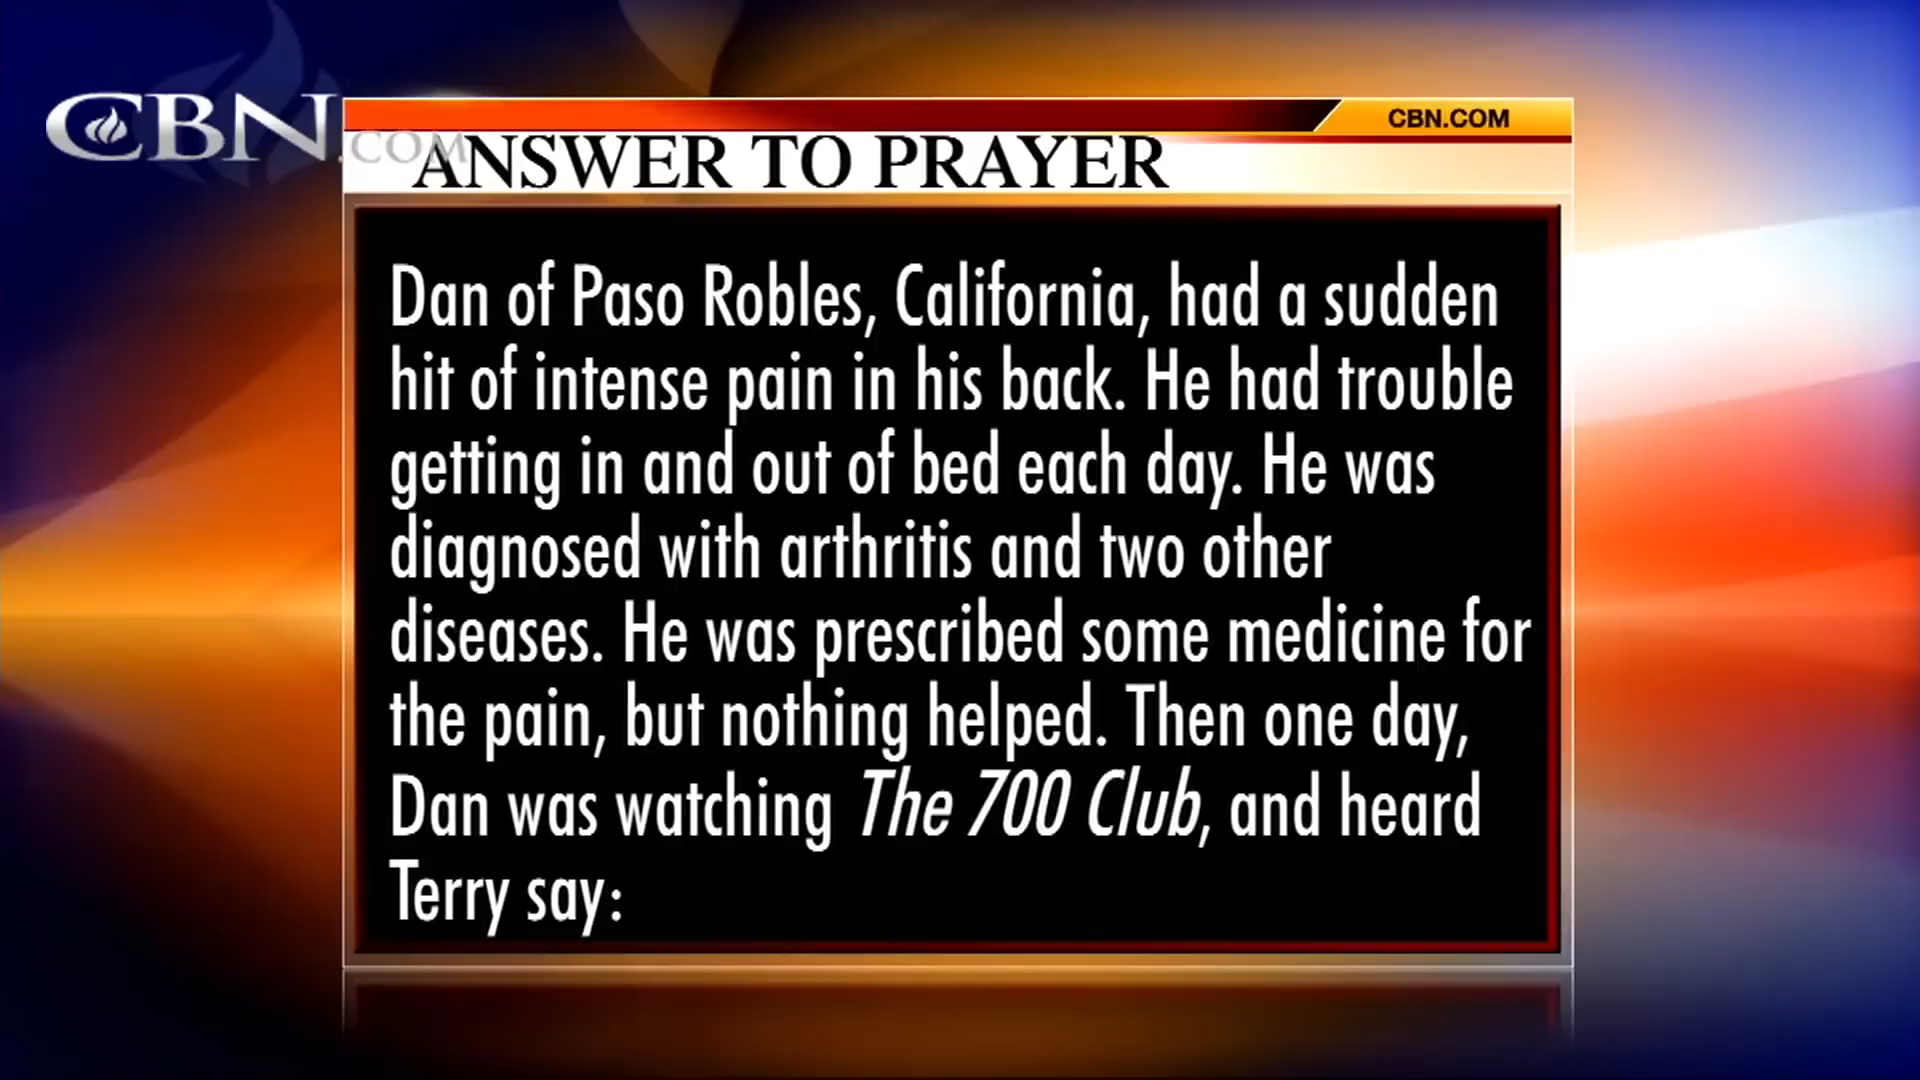 CBN.COM
CBN.COM
ANSWER TO PRAYER
Dan of Paso Robles, California, had a sudden
hit of intense pain in his back. He had trouble
getting in and out of bed each day. He was
diagnosed with arthritis and two other
diseases. He was prescribed some medicine for
the pain, but nothing helped. Then one day,
Dan was watching The 700 Club, and heard
Terry say: